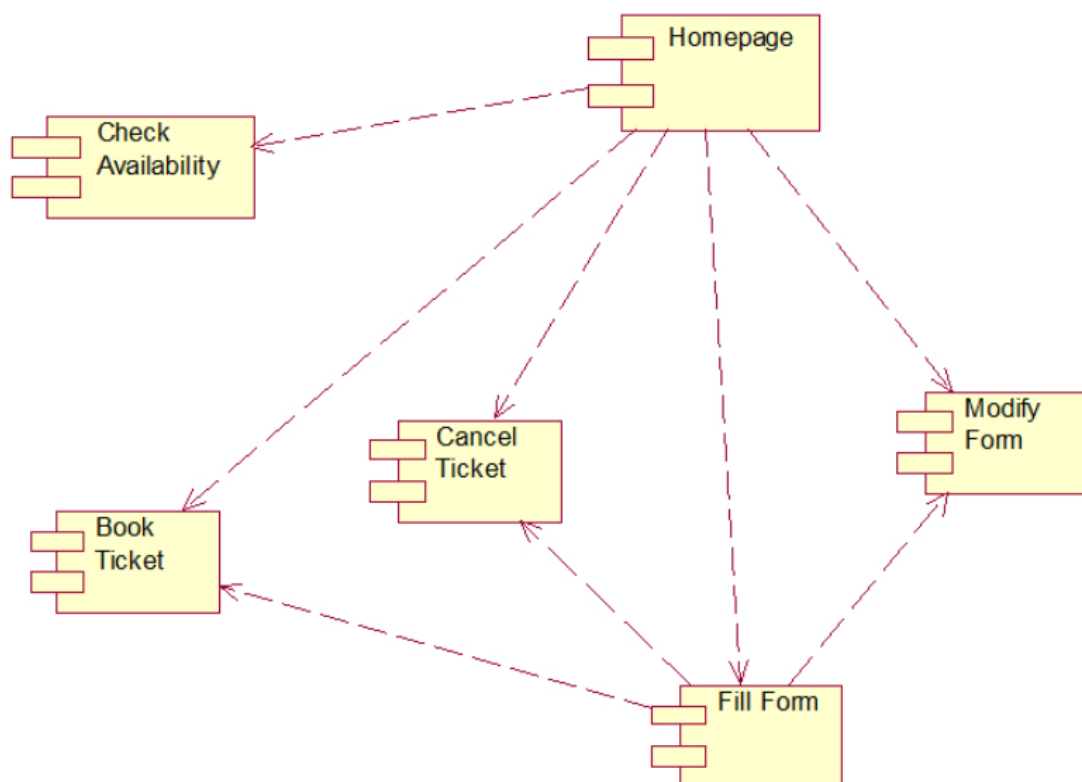 Homepage
Check
Availability
Cancel
Ticket
Modify
Form
Book
Ticket
Fill Form